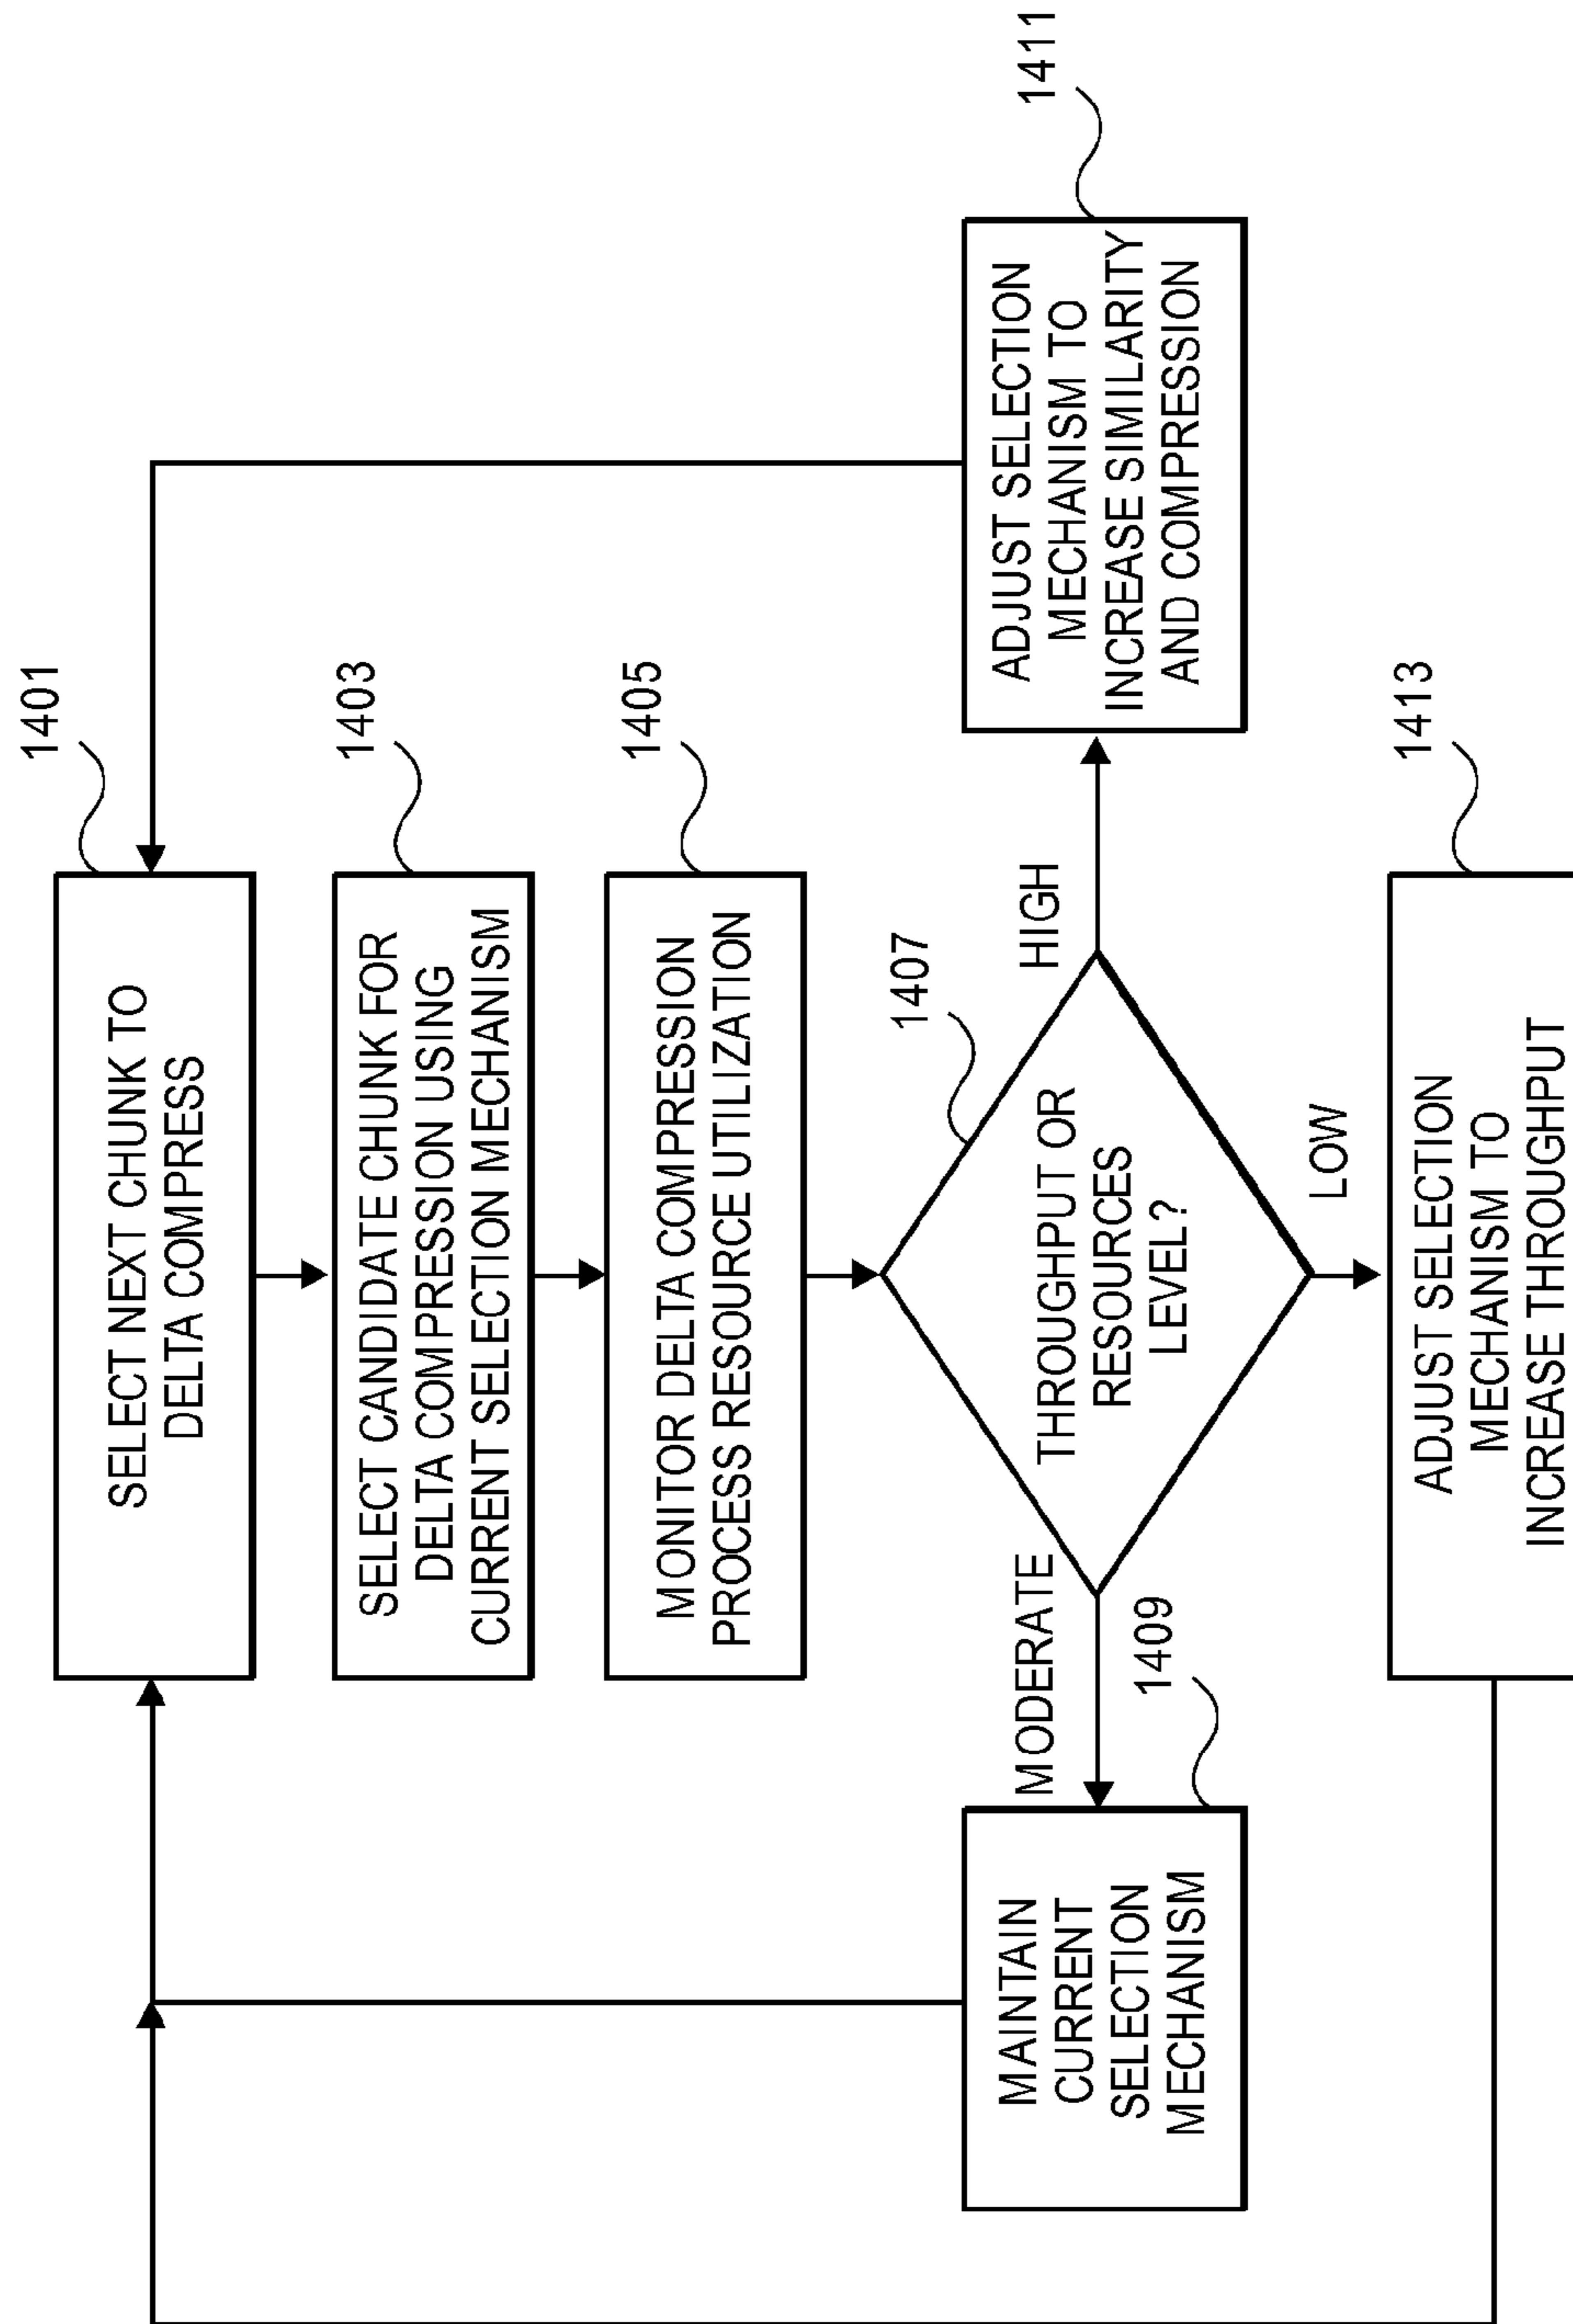 1401
SELECT NEXT CHUNK TO
DELTA COMPRESS
1403
SELECT CANDIDATE CHUNK FOR
DELTA COMPRESSION USING
CURRENT SELECTION MECHANISM
1405
MONITOR DELTA COMPRESSION
PROCESS RESOURCE UTILIZATION
1407
THROUGHPUT OR
RESOURCES
LEVEL?
MODERATE
HIGH
LOW
1409
MAINTAIN
CURRENT
SELECTION
MECHANISM
1411
ADJUST SELECTION
MECHANISM TO
INCREASE SIMILARITY
AND COMPRESSION
1413
ADJUST SELECTION
MECHANISM TO
INCREASE THROUGHPUT